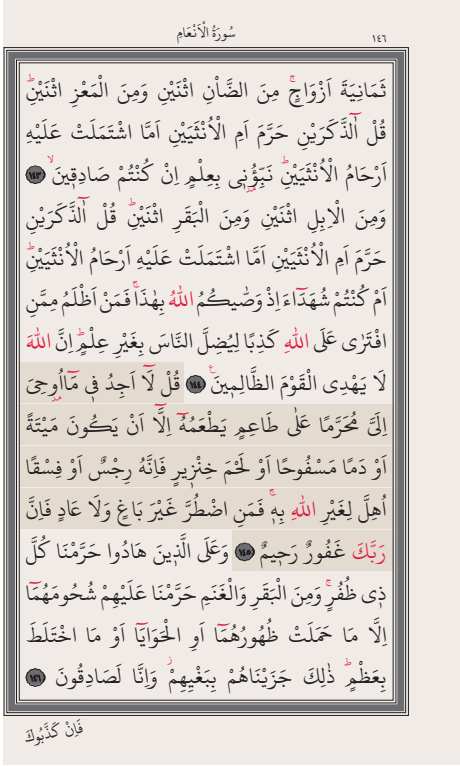 سُورَةُ الْاَنْعَامِ
١٤٦
ثَمَانِيَةَ اَزْوَاجٍۚ مِنَ الضَّاْنِ اثْنَيْنِ وَمِنَ الْمَعْزِ اثْنَيْنِۜ
قُلْ آٰلذَّكَرَيْنِ حَرَّمَ اَمِ الْاُنْثَيَيْنِ اَمَّا اشْتَمَلَتْ عَلَيْهِ
اَرْحَامُ الْاُنْثَيَيْنِۜ نَبِّؤُ۫نٖى بِعِلْمٍ اِنْ كُنْتُمْ صَادِقٖينَۙ ١٤٣
وَمِنَ الْاِبِلِ اثْنَيْنِ وَمِنَ الْبَقَرِ اثْنَيْنِۜ قُلْ آٰلذَّكَرَيْنِ
حَرَّمَ اَمِ الْاُنْثَيَيْنِ اَمَّا اشْتَمَلَتْ عَلَيْهِ اَرْحَامُ الْاُنْثَيَيْنِۜ
اَمْ كُنْتُمْ شُهَدَٓاءَ اِذْ وَصّٰيكُمُ اللّٰهُ بِهٰذَاۚ فَمَنْ اَظْلَمُ مِمَّنِ
افْتَرٰى عَلَى اللّٰهِ كَذِبًا لِيُضِلَّ النَّاسَ بِغَيْرِ عِلْمٍۜ اِنَّ اللّٰهَ
لَا يَهْدِى الْقَوْمَ الظَّالِمٖينَۚ ١٤٤ قُلْ لَٓا اَجِدُ فٖى مَٓا اُو۫حِىَ
اِلَىَّ مُحَرَّمًا عَلٰى طَاعِمٍ يَطْعَمُهُٓ اِلَّٓا اَنْ يَكُونَ مَيْتَةً
اَوْ دَمًا مَسْفُوحًا اَوْ لَحْمَ خِنْزٖيرٍ فَاِنَّهُ رِجْسٌ اَوْ فِسْقًا
اُهِلَّ لِغَيْرِ اللّٰهِ بِهٖۚ فَمَنِ اضْطُرَّ غَيْرَ بَاغٍ وَلَا عَادٍ فَاِنَّ
رَبَّكَ غَفُورٌ رَحٖيمٌ ١٤٥ وَعَلَى الَّذٖينَ هَادُوا حَرَّمْنَا كُلَّ
ذٖى ظُفُرٍۚ وَمِنَ الْبَقَرِ وَالْغَنَمِ حَرَّمْنَا عَلَيْهِمْ شُحُومَهُمَٓا
اِلَّا مَا حَمَلَتْ ظُهُورُهُمَٓا اَوِ الْحَوَايَٓا اَوْ مَا اخْتَلَطَ
بِعَظْمٍۜ ذٰلِكَ جَزَيْنَاهُمْ بِبَغْيِهِمْۘ وَاِنَّا لَصَادِقُونَ ١٤٦
فَاِنْ كَذَّبُوكَ